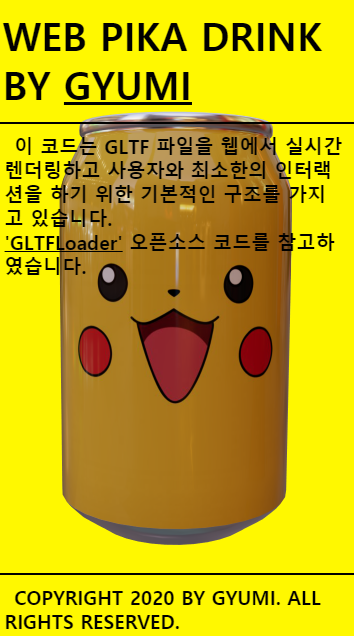 WEB PIKA DRINK
BY GYUMI
이 코드는 GLTF 파일을 웹에서 실시간
렌더링하고 사용자와 최소한의 인터랙
션을 하기 위한 기본적인 구조를 가지
고 있습니다.
'GLTFLoader' 오픈소스 코드를 참고하
였습니다.
COPYRIGHT 2020 BY GYUMI. ALL
RIGHTS RESERVED.